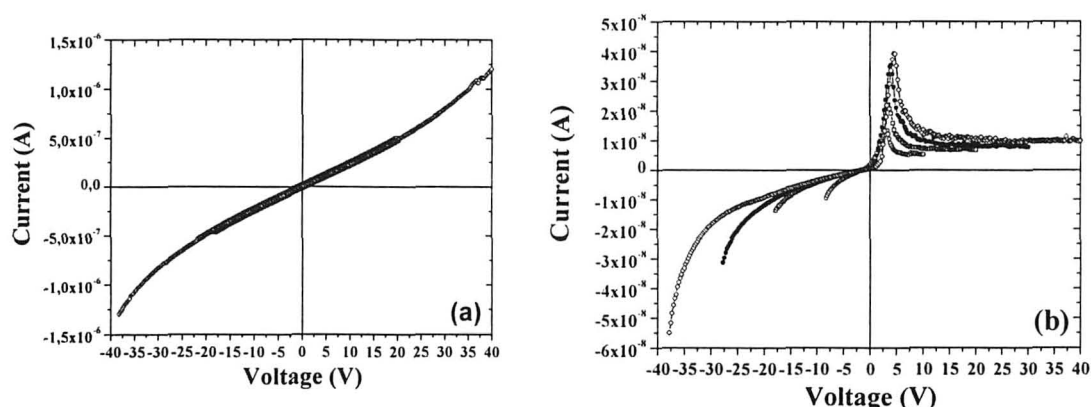 1,5x10⁻⁶
1,0x10⁻⁶
5,0x10⁻⁷
0,0
-5,0x10⁻⁷
-1,0x10⁻⁶
-1,5x10⁻⁶
Current (A)
(a)
-40 -35 -30 -25 -20 -15 -10 -5 0 5 10 15 20 25 30 35 40
Voltage (V)
5x10⁻⁸
4x10⁻⁸
3x10⁻⁸
2x10⁻⁸
1x10⁻⁸
0
-1x10⁻⁸
-2x10⁻⁸
-3x10⁻⁸
-4x10⁻⁸
-5x10⁻⁸
-6x10⁻⁸
Current (A)
(b)
-40 -35 -30 -25 -20 -15 -10 -5 0 5 10 15 20 25 30 35 40
Voltage (V)